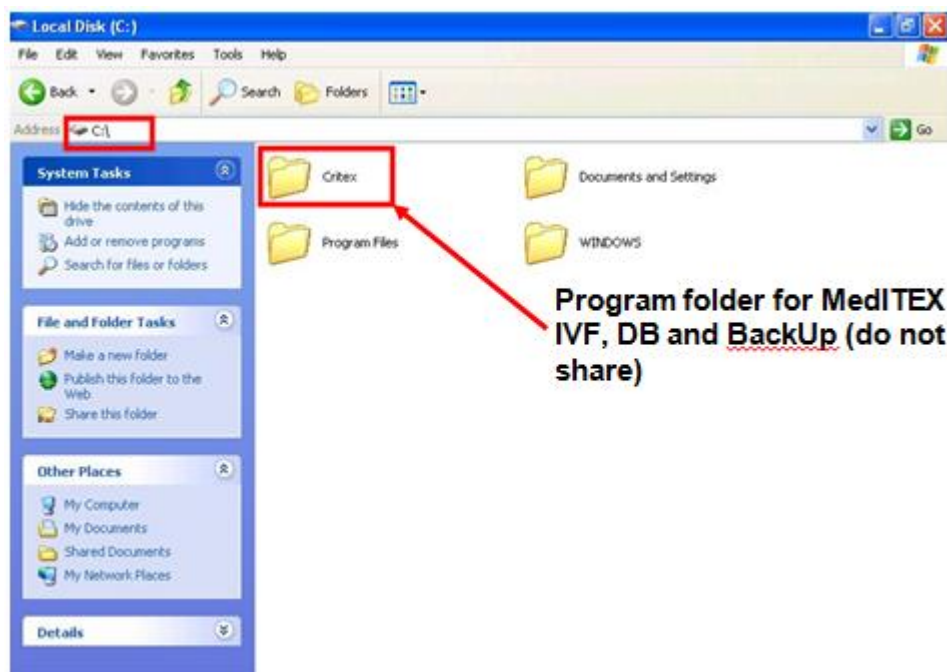 Local Disk (C:)
File Edit View Favorites Tools Help
Back Search Folders
Address C:\ Go
System Tasks
Hide the contents of this
drive
Add or remove programs
Search for files or folders
File and Folder Tasks
Make a new folder
Publish this folder to the
Web
Share this folder
Other Places
My Computer
My Documents
Shared Documents
My Network Places
Details
Critex
Documents and Settings
Program Files
WINDOWS
Program folder for MedITEX
IVF, DB and BackUp (do not
share)